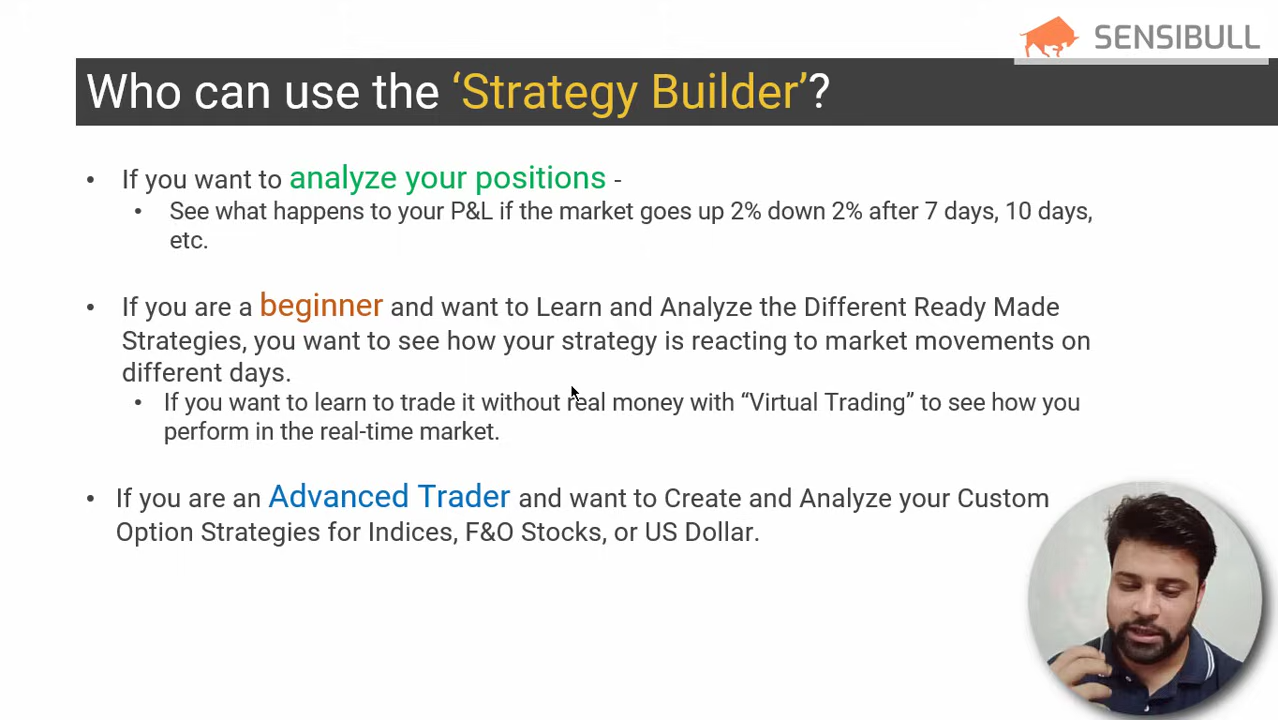 SENSIBULL
Who can use the ‘Strategy Builder’?
• If you want to analyze your positions -
• See what happens to your P&L if the market goes up 2% down 2% after 7 days, 10 days,
etc.
• If you are a beginner and want to Learn and Analyze the Different Ready Made
Strategies, you want to see how your strategy is reacting to market movements on
different days.
• If you want to learn to trade it without real money with “Virtual Trading” to see how you
perform in the real-time market.
• If you are an Advanced Trader and want to Create and Analyze your Custom
Option Strategies for Indices, F&O Stocks, or US Dollar.